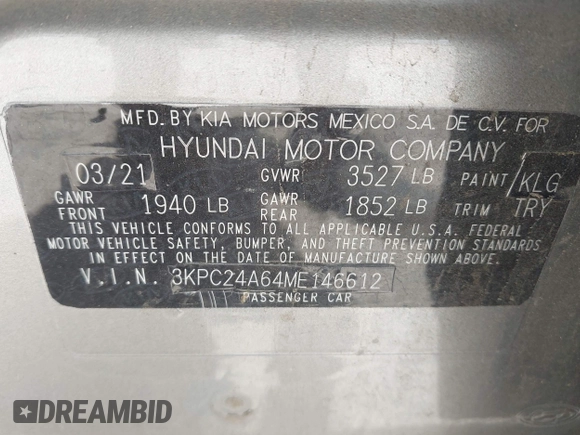 MFD. BY KIA MOTORS MEXICO S.A. DE C.V. FOR
HYUNDAI MOTOR COMPANY
03/21 GVWR 3527 LB PAINT/KLG
GAWR FRONT 1940 LB GAWR REAR 1852 LB TRIM TRY
THIS VEHICLE CONFORMS TO ALL APPLICABLE U.S.A. FEDERAL
MOTOR VEHICLE SAFETY, BUMPER, AND THEFT PREVENTION STANDARDS
IN EFFECT ON THE DATE OF MANUFACTURE SHOWN ABOVE.
V.I.N. 3KPC24A64ME146612
PASSENGER CAR
DREAMBID